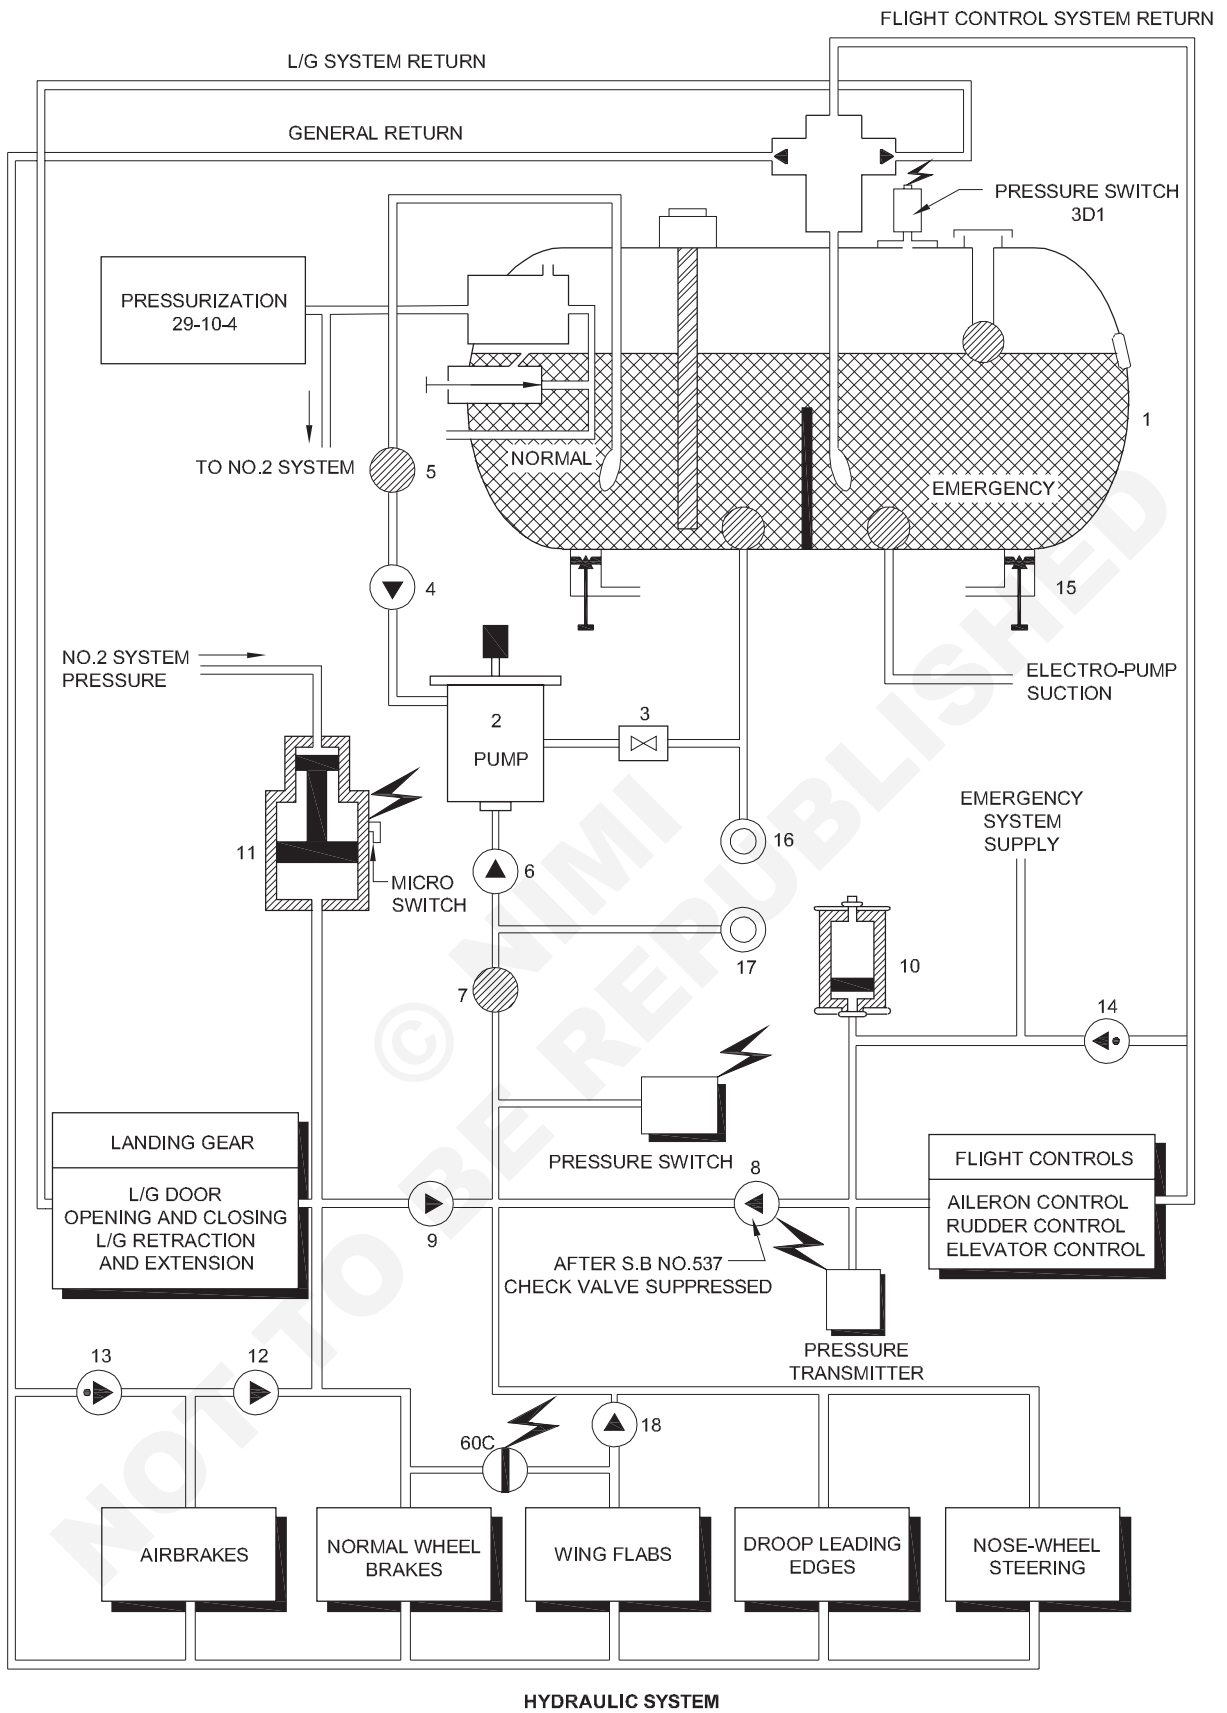 FLIGHT CONTROL SYSTEM RETURN
L/G SYSTEM RETURN
GENERAL RETURN
PRESSURE SWITCH
3D1
PRESSURIZATION
29-10-4
1
TO NO.2 SYSTEM
5
NORMAL
EMERGENCY
4
15
NO.2 SYSTEM
PRESSURE
ELECTRO-PUMP
SUCTION
2
PUMP
3
EMERGENCY
SYSTEM
SUPPLY
11
MICRO
SWITCH
6
16
17
7
10
14
LANDING GEAR
L/G DOOR
OPENING AND CLOSING
L/G RETRACTION
AND EXTENSION
PRESSURE SWITCH
8
9
AFTER S.B NO.537
CHECK VALVE SUPPRESSED
FLIGHT CONTROLS
AILERON CONTROL
RUDDER CONTROL
ELEVATOR CONTROL
PRESSURE
TRANSMITTER
13
12
60C
18
AIRBRAKES
NORMAL WHEEL
BRAKES
WING FLABS
DROOP LEADING
EDGES
NOSE-WHEEL
STEERING
HYDRAULIC SYSTEM
© NIMI
NOT TO BE REPUBLISHED